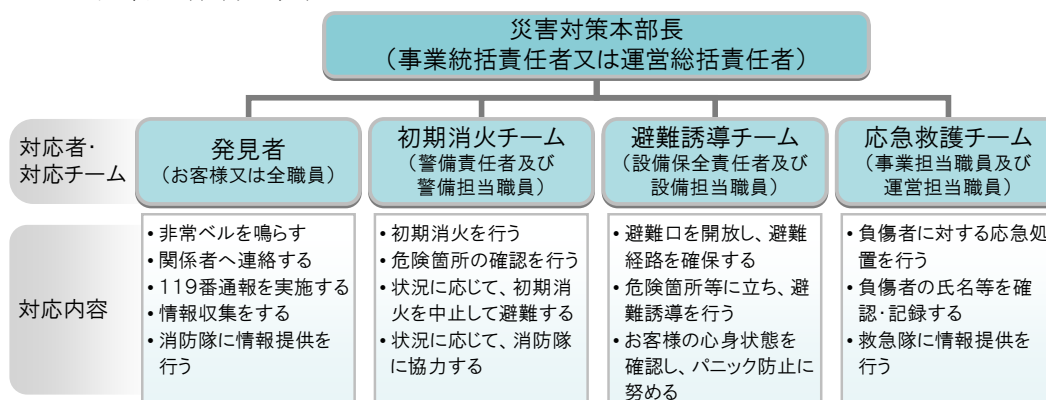 災害対策本部長
（事業統括責任者又は運営総括責任者）
対応者・
対応チーム
発見者
（お客様又は全職員）
初期消火チーム
（警備責任者及び
警備担当職員）
避難誘導チーム
（設備保全責任者及び
設備担当職員）
応急救護チーム
（事業担当職員及び
運営担当職員）
対応内容
・非常ベルを鳴らす
・関係者へ連絡する
・119番通報を実施する
・情報収集をする
・消防隊に情報提供を
行う
・初期消火を行う
・危険箇所の確認を行う
・状況に応じて、初期消
火を中止して避難する
・状況に応じて、消防隊
に協力する
・避難口を開放し、避難
経路を確保する
・危険箇所等に立ち、避
難誘導を行う
・お客様の心身状態を
確認し、パニック防止に
努める
・負傷者に対する応急処
置を行う
・負傷者の氏名等を確
認・記録する
・救急隊に情報提供を
行う